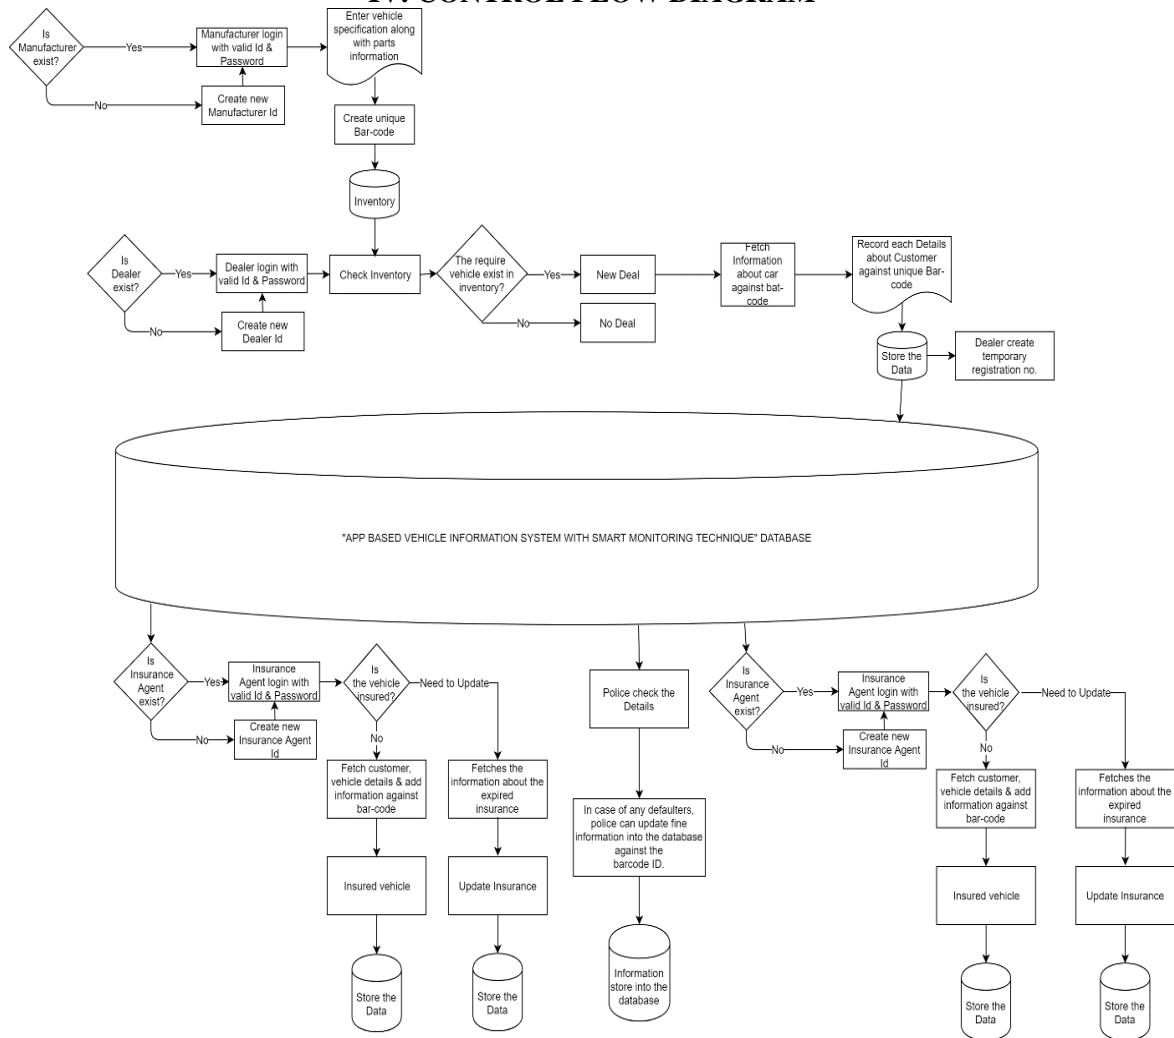 IV. CONTROL FLOW DIAGRAM
Is
Manufacturer
exist?
Yes
Manufacturer login
with valid Id &
Password
Enter vehicle
specification along
with parts
information
No
Create new
Manufacturer Id
Create unique
Bar-code
Inventory
Is
Dealer
exist?
Yes
Dealer login with
valid Id & Password
Check Inventory
The require
vehicle exist in
inventory?
Yes
New Deal
Fetch
Information
about car
against bat-
code
Record each Details
about Customer
against unique Bar-
code
No
Create new
Dealer Id
No
No Deal
Store the
Data
Dealer create
temporary
registration no.
"APP BASED VEHICLE INFORMATION SYSTEM WITH SMART MONITORING TECHNIQUE" DATABASE
Is
Insurance
Agent
exist?
Yes
Insurance
Agent login with
valid Id & Password
Is
the vehicle
insured?
Need to Update
No
Create new
Insurance Agent
Id
No
Fetch customer,
vehicle details & add
information against
bar-code
Fetches the
information about the
expired
insurance
Insured vehicle
Update Insurance
Store the
Data
Store the
Data
Police check the
Details
In case of any defaulters,
police can update fine
information into the database
against the
barcode ID.
Information
store into the
database
Is
Insurance
Agent
exist?
Yes
Insurance
Agent login with
valid Id & Password
Is
the vehicle
insured?
Need to Update
No
Create new
Insurance Agent
Id
No
Fetch customer,
vehicle details & add
information against
bar-code
Fetches the
information about the
expired
insurance
Insured vehicle
Update Insurance
Store the
Data
Store the
Data